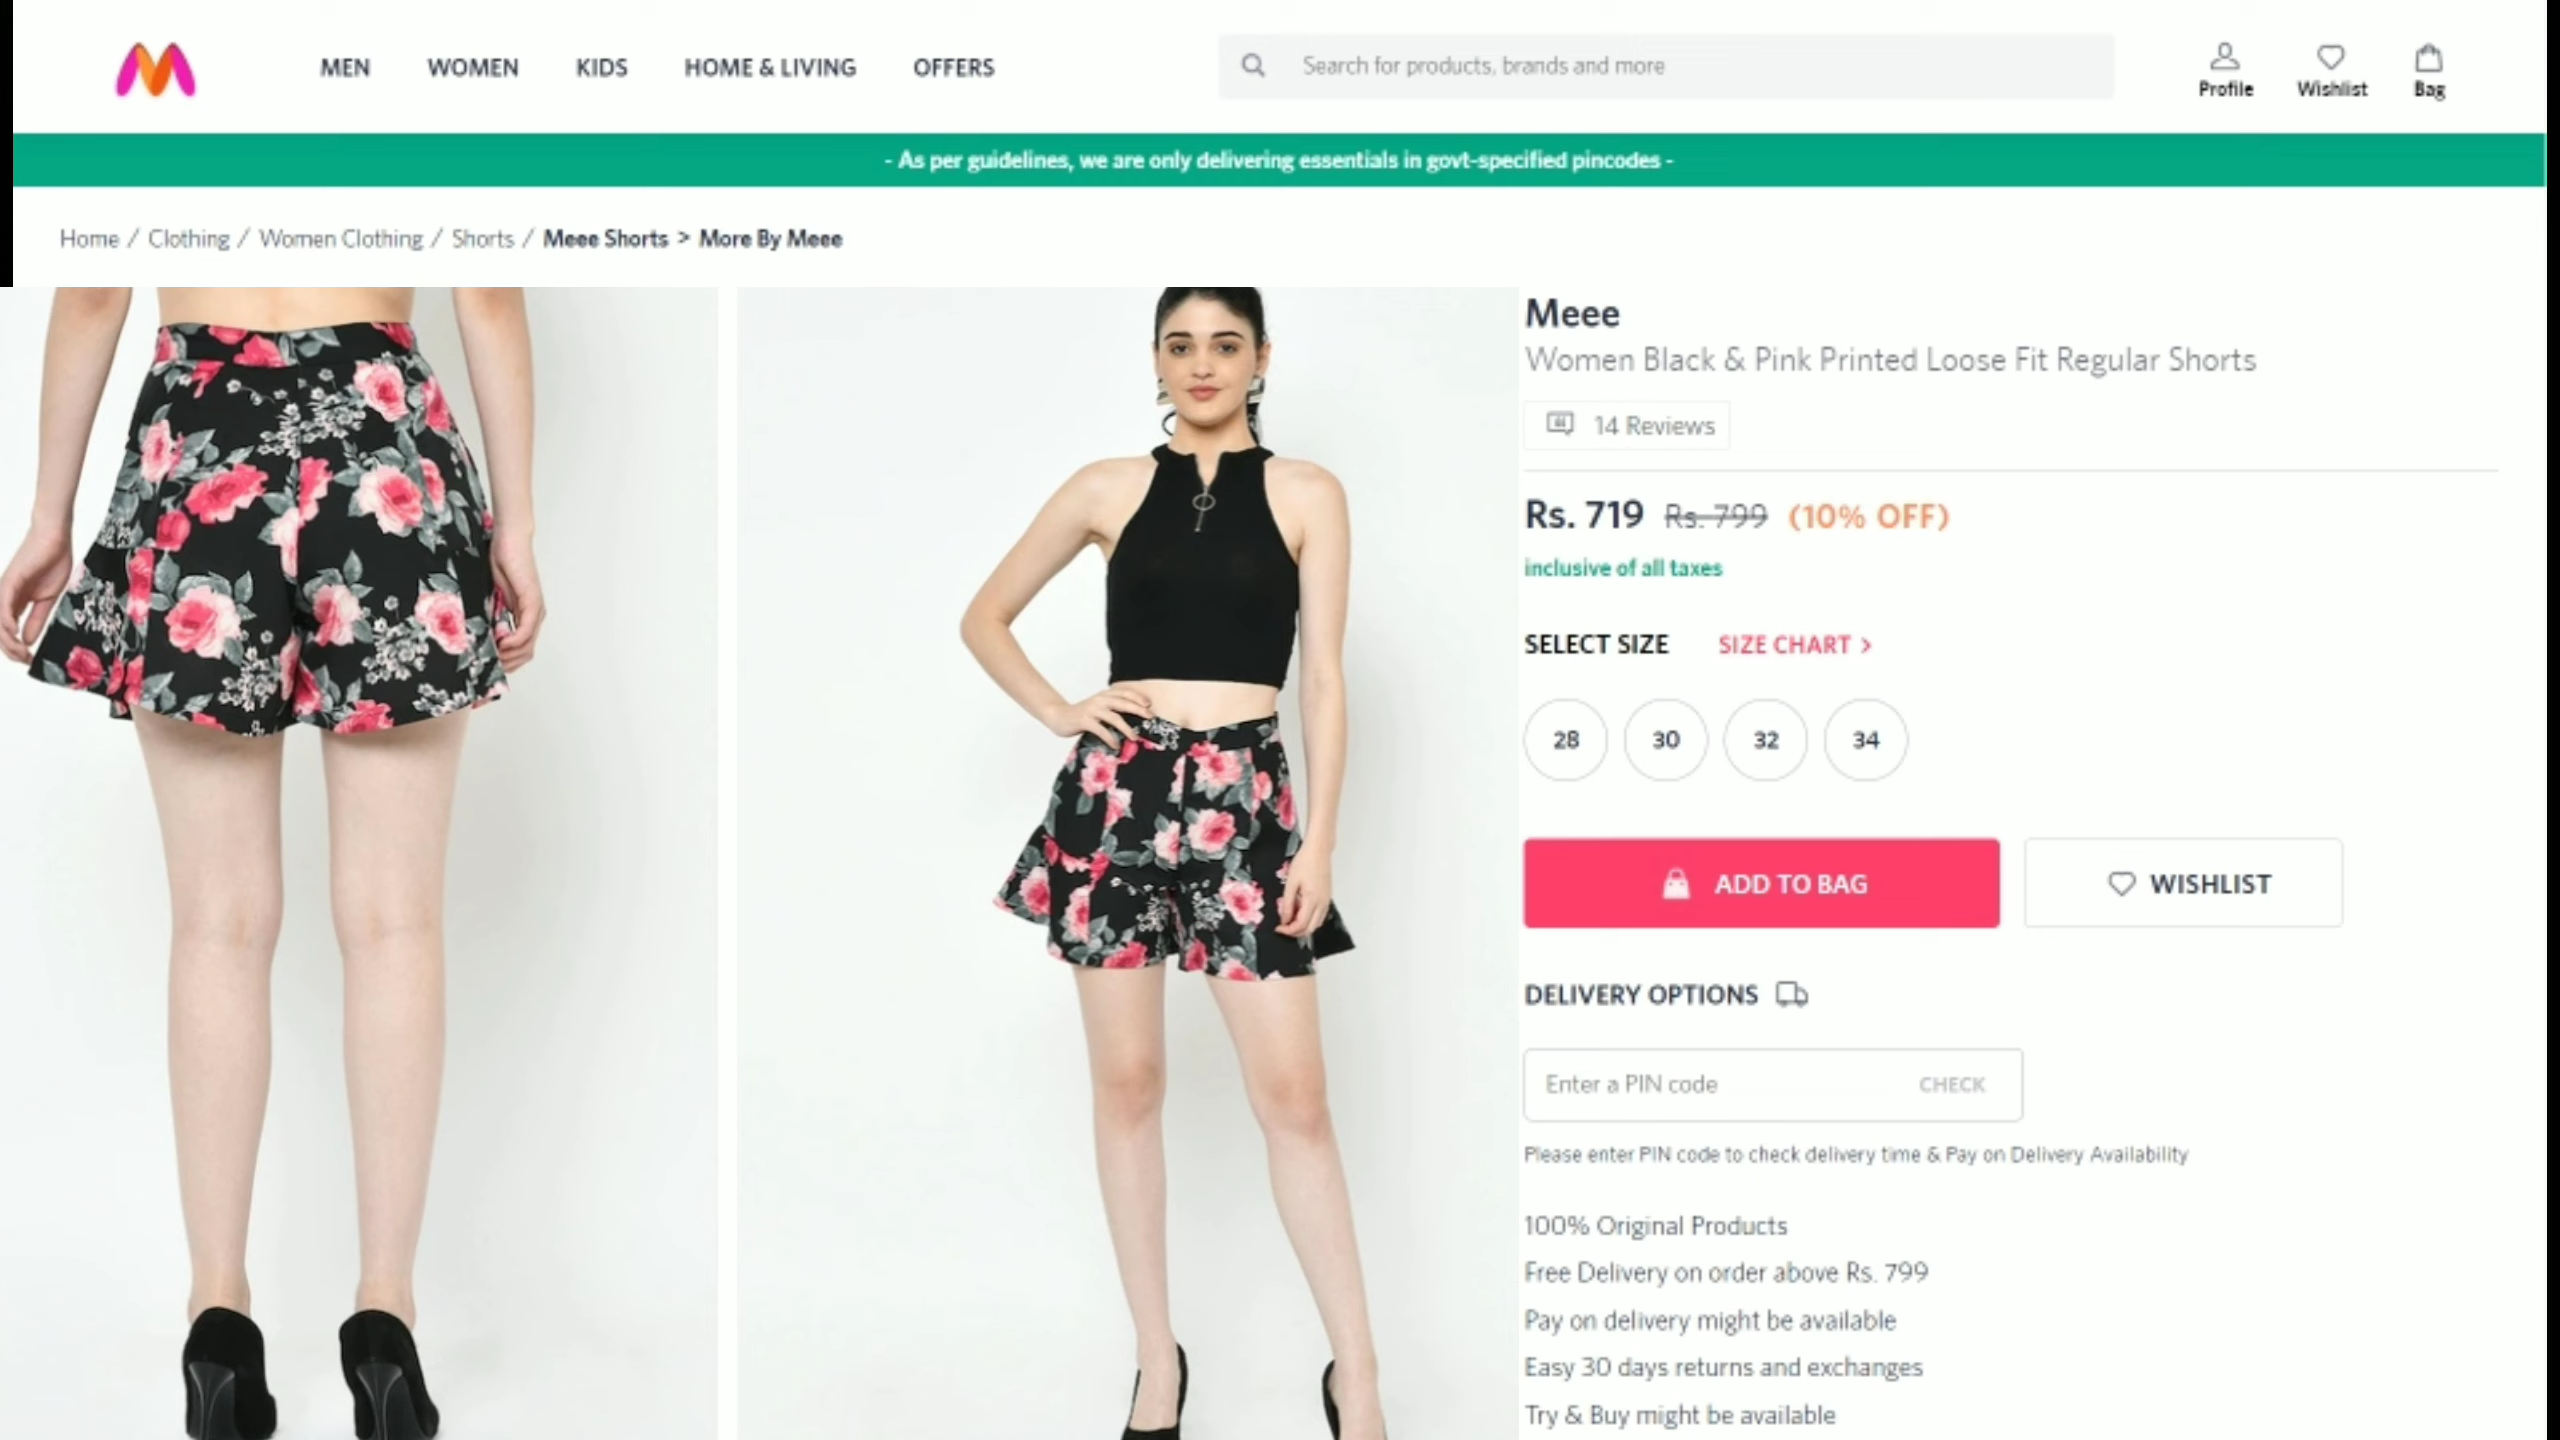 MEN WOMEN KIDS HOME & LIVING OFFERS Search for products, brands and more Profile Wishlist Bag
- As per guidelines, we are only delivering essentials in govt-specified pincodes -
Home / Clothing / Women Clothing / Shorts / Meee Shorts > More By Meee
Meee
Women Black & Pink Printed Loose Fit Regular Shorts
14 Reviews
Rs. 719 Rs. 799 (10% OFF)
inclusive of all taxes
SELECT SIZE SIZE CHART >
28 30 32 34
ADD TO BAG WISHLIST
DELIVERY OPTIONS
Enter a PIN code CHECK
Please enter PIN code to check delivery time & Pay on Delivery Availability
100% Original Products
Free Delivery on order above Rs. 799
Pay on delivery might be available
Easy 30 days returns and exchanges
Try & Buy might be available